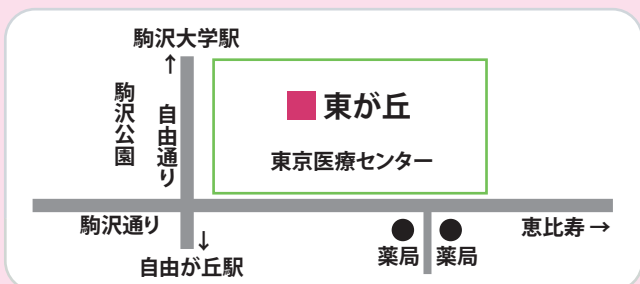 駒沢大学駅
↑
駒沢公園
自由通り
東が丘
東京医療センター
駒沢通り
↓
自由が丘駅
薬局
薬局
恵比寿→